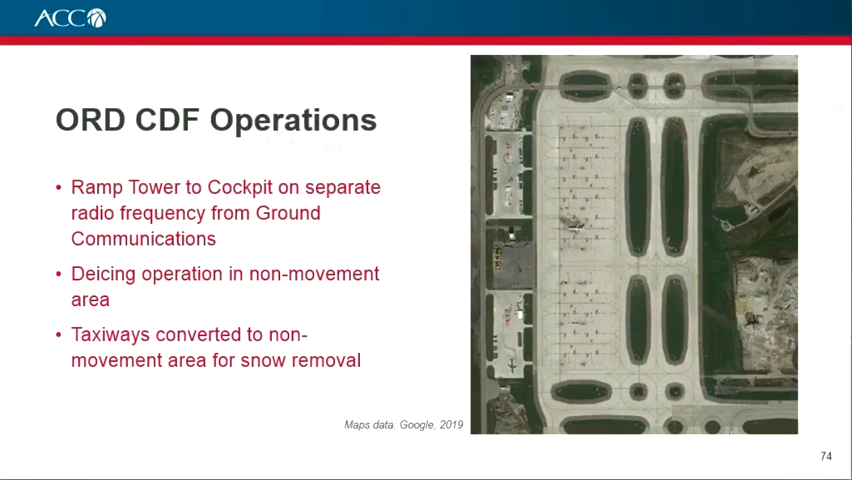 ACC
ORD CDF Operations
• Ramp Tower to Cockpit on separate
radio frequency from Ground
Communications
• Deicing operation in non-movement
area
• Taxiways converted to non-
movement area for snow removal
Maps data: Google, 2019
74